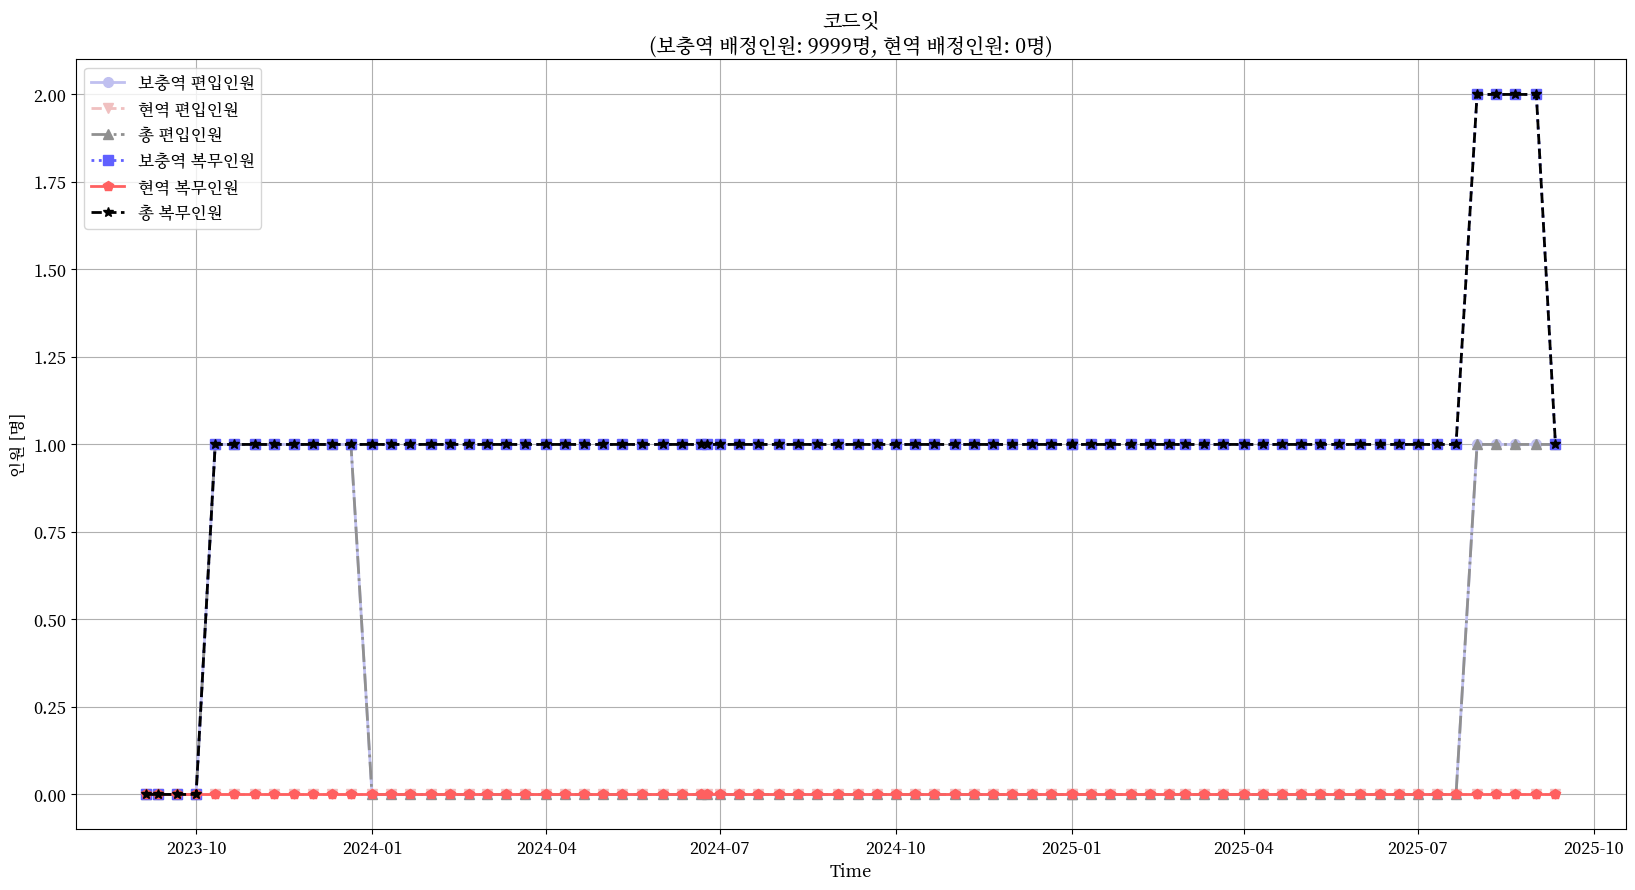 코드잇
(보충역 배정인원: 9999명, 현역 배정인원: 0명)
보충역 편입인원
현역 편입인원
총 편입인원
보충역 복무인원
현역 복무인원
총 복무인원
2.00
1.75
1.50
1.25
1.00
0.75
0.50
0.25
0.00
인원 [명]
2023-10
2024-01
2024-04
2024-07
2024-10
2025-01
2025-04
2025-07
2025-10
Time